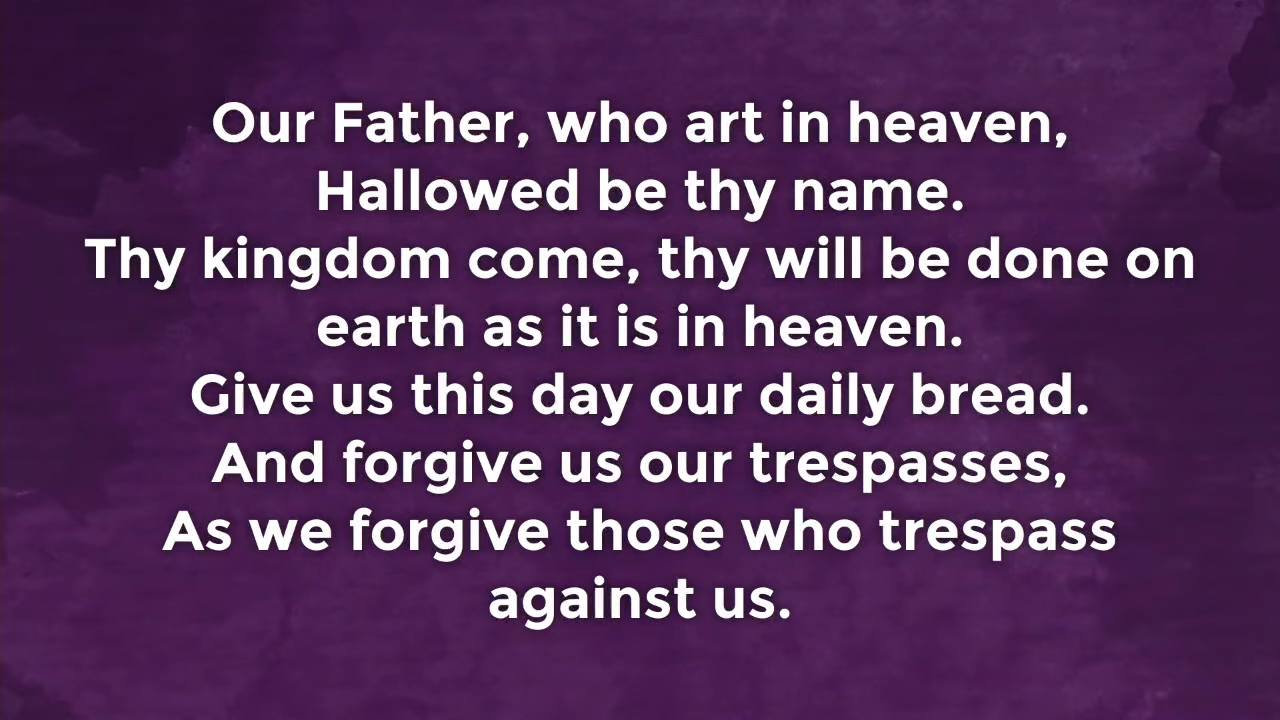 Our Father, who art in heaven,
Hallowed be thy name.
Thy kingdom come, thy will be done on
earth as it is in heaven.
Give us this day our daily bread.
And forgive us our trespasses,
As we forgive those who trespass
against us.